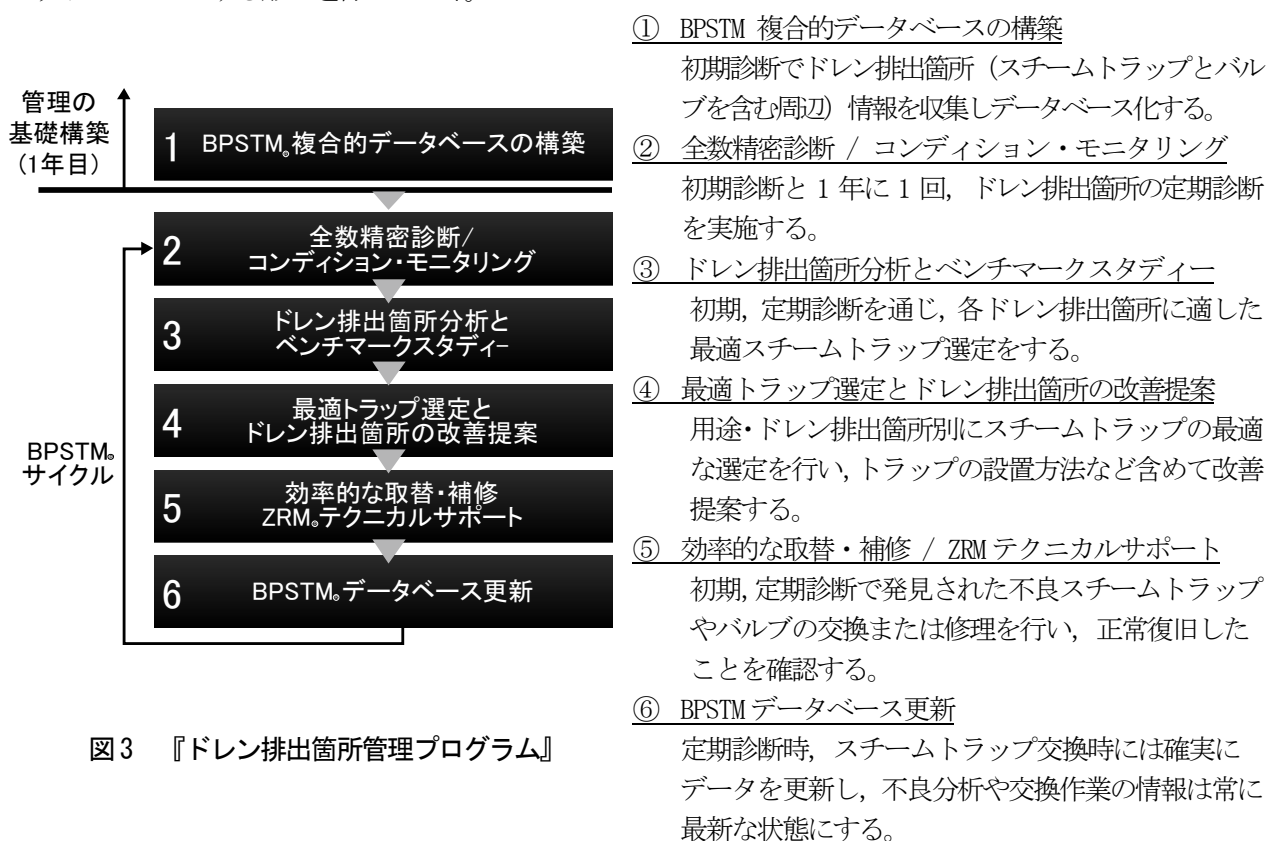 管理の
基礎構築
(1年目)
1 BPSTM®複合的データベースの構築
2 全数精密診断/
コンディション・モニタリング
3 ドレン排出箇所分析と
ベンチマークスタディー
4 最適トラップ選定と
ドレン排出箇所の改善提案
BPSTM®
サイクル
5 効率的な取替・補修
ZRM®テクニカルサポート
6 BPSTM®データベース更新
図3 『ドレン排出箇所管理プログラム』
① BPSTM 複合的データベースの構築
初期診断でドレン排出箇所（スチームトラップとバル
ブを含む周辺）情報を収集しデータベース化する。
② 全数精密診断 / コンディション・モニタリング
初期診断と 1 年に 1 回，ドレン排出箇所の定期診断
を実施する。
③ ドレン排出箇所分析とベンチマークスタディー
初期，定期診断を通じ，各ドレン排出箇所に適した
最適スチームトラップ選定をする。
④ 最適トラップ選定とドレン排出箇所の改善提案
用途・ドレン排出箇所別にスチームトラップの最適
な選定を行い，トラップの設置方法など含めて改善
提案する。
⑤ 効率的な取替・補修 / ZRM テクニカルサポート
初期，定期診断で発見された不良スチームトラップ
やバルブの交換または修理を行い，正常復旧した
ことを確認する。
⑥ BPSTM データベース更新
定期診断時，スチームトラップ交換時には確実に
データを更新し，不良分析や交換作業の情報は常に
最新な状態にする。